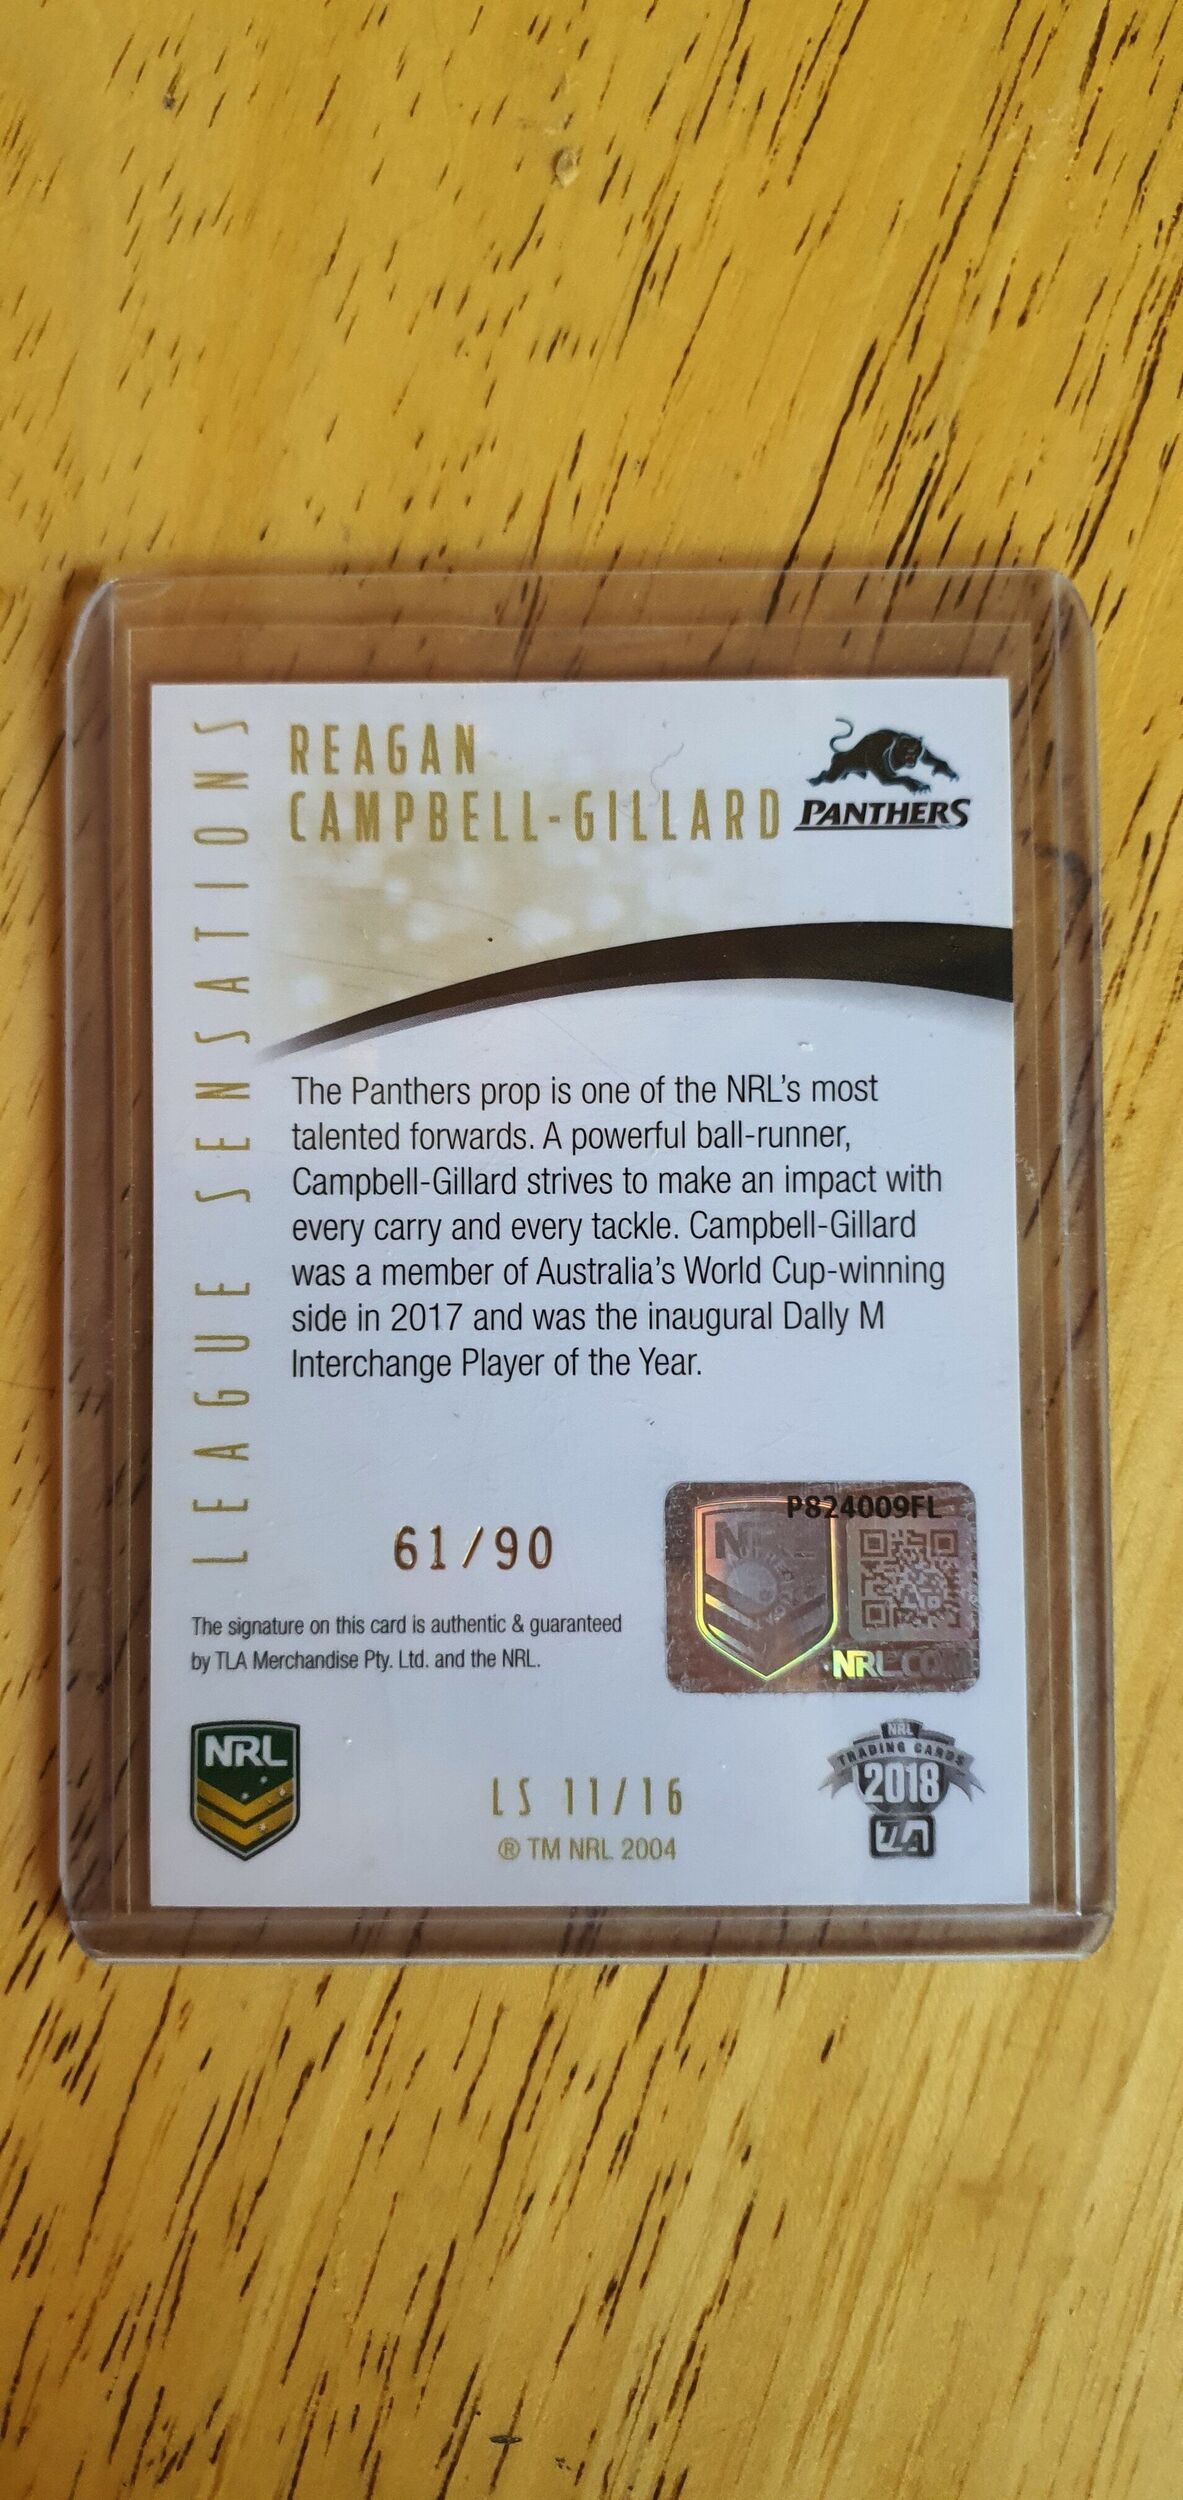 LEAGUE SENSATIONS
REAGAN
CAMPBELL-GILLARD
PANTHERS
The Panthers prop is one of the NRL's most
talented forwards. A powerful ball-runner,
Campbell-Gillard strives to make an impact with
every carry and every tackle. Campbell-Gillard
was a member of Australia's World Cup-winning
side in 2017 and was the inaugural Dally M
Interchange Player of the Year.
61/90
P824009FL
NRL.COM
The signature on this card is authentic & guaranteed
by TLA Merchandise Pty. Ltd. and the NRL.
NRL
LS 11/16
® TM NRL 2004
NRL
TRADING CARDS
2018
TLA